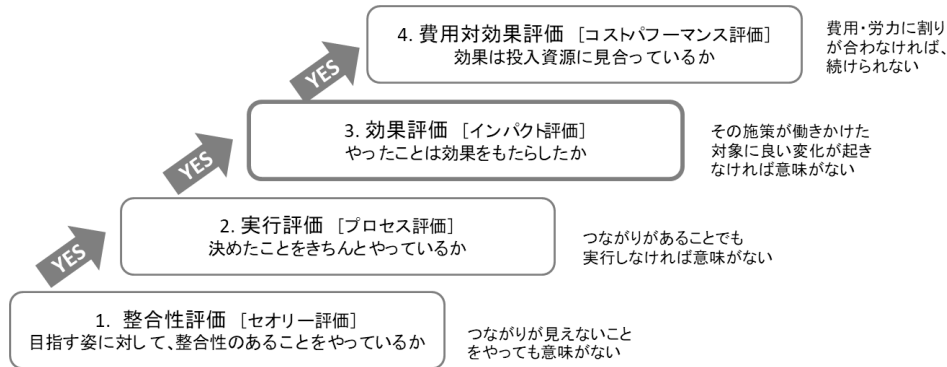 4. 費用対効果評価 ［コストパフォーマンス評価］
効果は投入資源に見合っているか
費用・労力に割り
が合わなければ、
続けられない
YES
3. 効果評価 ［インパクト評価］
やったことは効果をもたらしたか
その施策が働きかけた
対象に良い変化が起き
なければ意味がない
YES
2. 実行評価 ［プロセス評価］
決めたことをきちんとやっているか
つながりがあることでも
実行しなければ意味がない
YES
1. 整合性評価 ［セオリー評価］
目指す姿に対して、整合性のあることをやっているか
つながりが見えないこと
をやっても意味がない